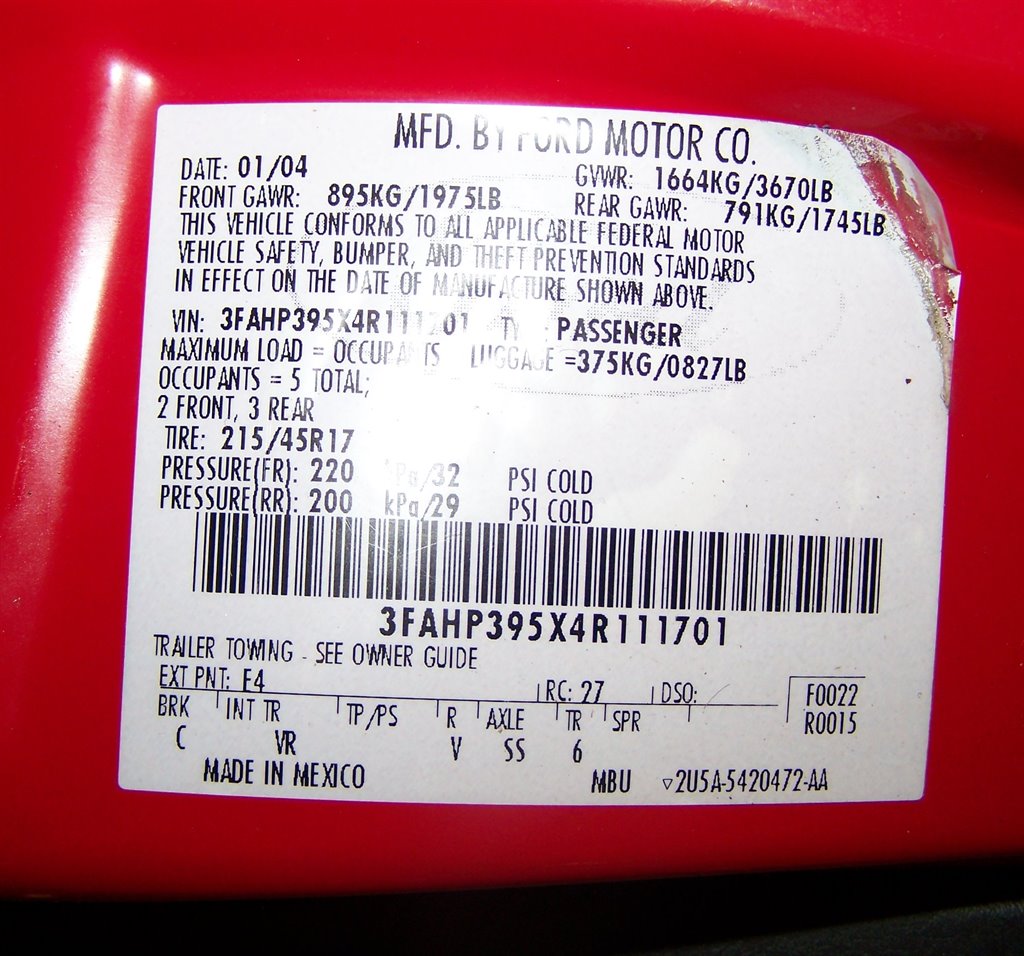 MFD. BY FORD MOTOR CO.
DATE: 01/04 GVWR: 1664KG/3670LB
FRONT GAWR: 895KG/1975LB REAR GAWR: 791KG/1745LB
THIS VEHICLE CONFORMS TO ALL APPLICABLE FEDERAL MOTOR
VEHICLE SAFETY, BUMPER, AND THEFT PREVENTION STANDARDS
IN EFFECT ON THE DATE OF MANUFACTURE SHOWN ABOVE.
VIN: 3FAHP395X4R111701 PASSENGER
MAXIMUM LOAD = OCCUPANTS LUGGAGE =375KG/0827LB
OCCUPANTS = 5 TOTAL;
2 FRONT, 3 REAR
TIRE: 215/45R17
PRESSURE(FR): 220 kPa/32 PSI COLD
PRESSURE(RR): 200 kPa/29 PSI COLD
3FAHP395X4R111701
TRAILER TOWING - SEE OWNER GUIDE
EXT PNT: E4 RC: 27 DSO: F0022
BRK INT TR TP/PS R AXLE TR SPR R0015
C VR V SS 6
MADE IN MEXICO MBU ▽2U5A-5420472-AA